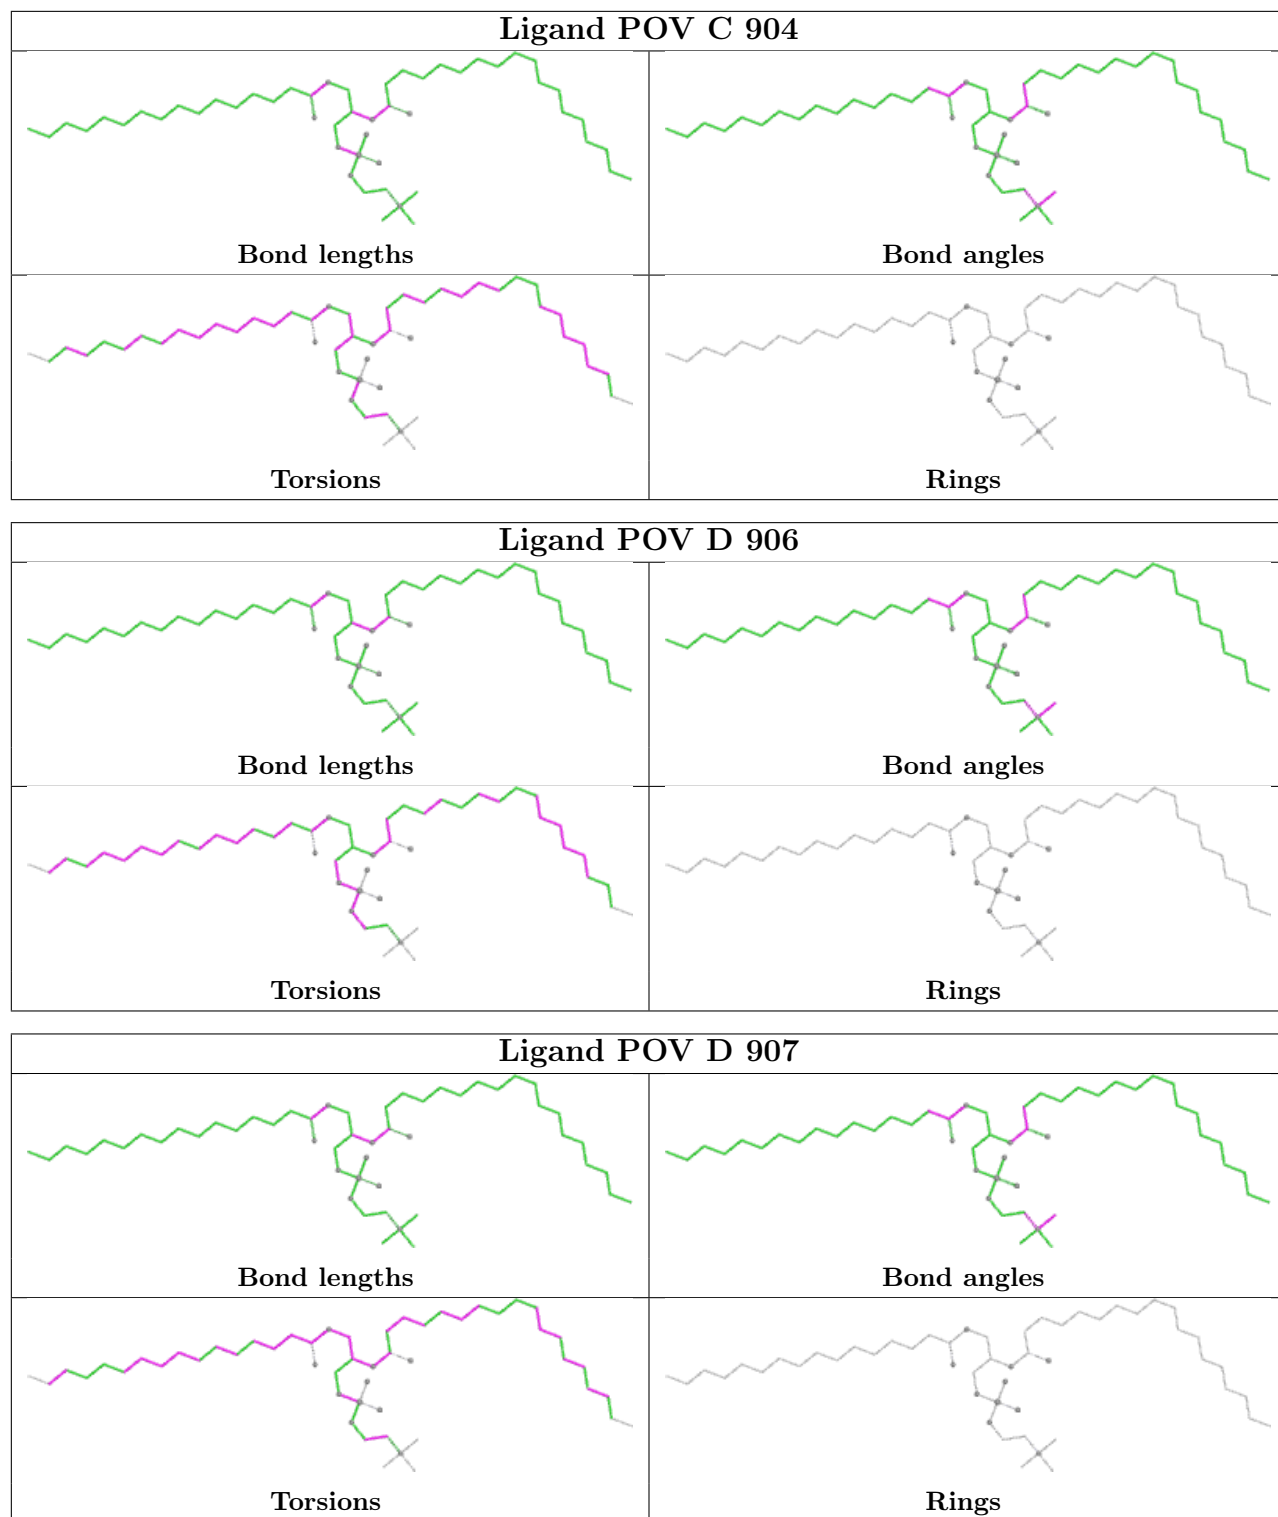 Ligand POV C 904
Bond lengths
Bond angles
Torsions
Rings
Ligand POV D 906
Bond lengths
Bond angles
Torsions
Rings
Ligand POV D 907
Bond lengths
Bond angles
Torsions
Rings